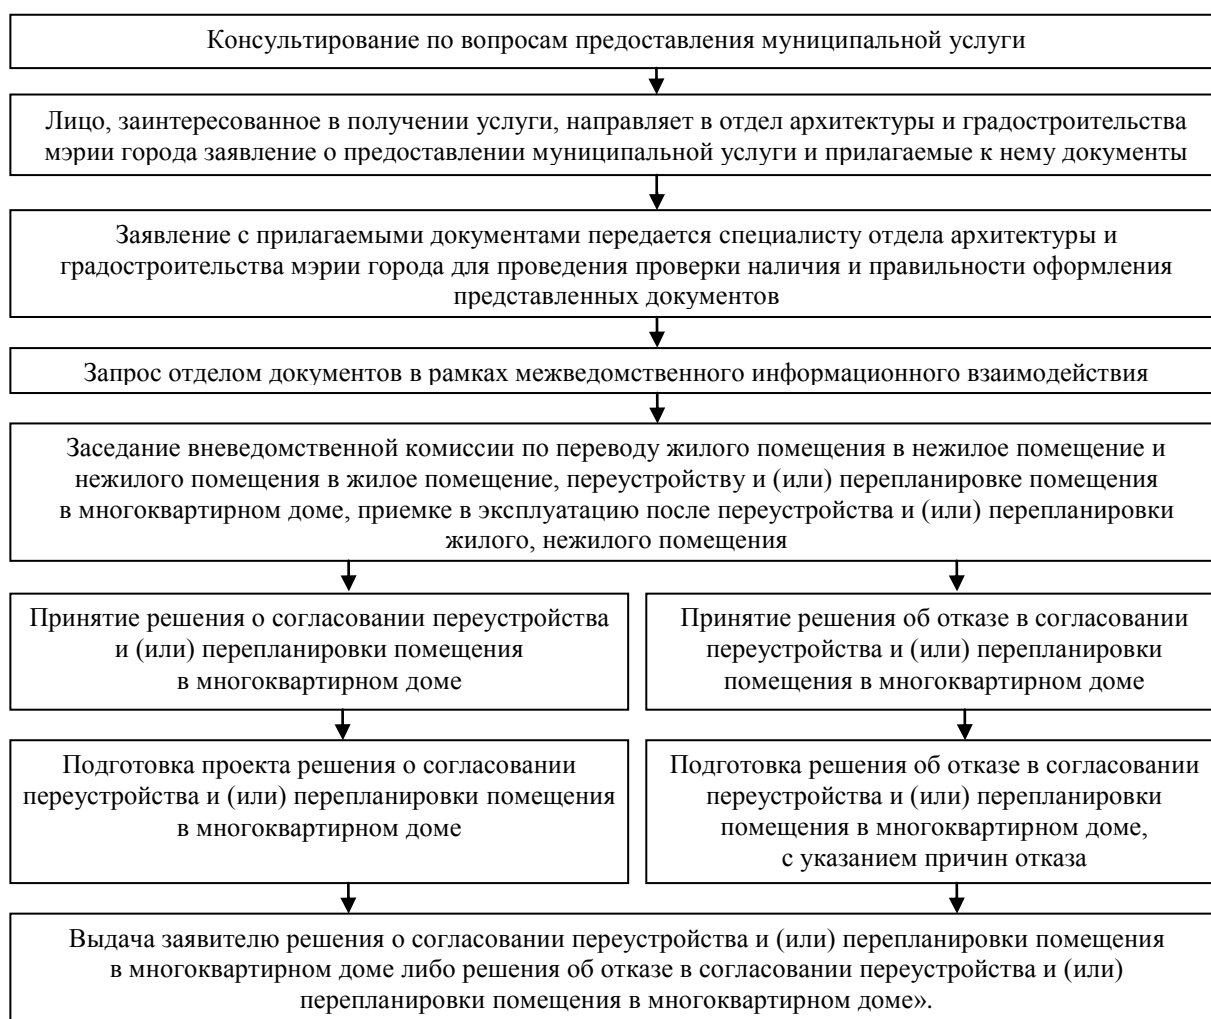 Консультирование по вопросам предоставления муниципальной услуги
Лицо, заинтересованное в получении услуги, направляет в отдел архитектуры и градостроительства
мэрии города заявление о предоставлении муниципальной услуги и прилагаемые к нему документы
Заявление с прилагаемыми документами передается специалисту отдела архитектуры и
градостроительства мэрии города для проведения проверки наличия и правильности оформления
представленных документов
Запрос отделом документов в рамках межведомственного информационного взаимодействия
Заседание вневедомственной комиссии по переводу жилого помещения в нежилое помещение и
нежилого помещения в жилое помещение, переустройству и (или) перепланировке помещения
в многоквартирном доме, приемке в эксплуатацию после переустройства и (или) перепланировки
жилого, нежилого помещения
Принятие решения о согласовании переустройства
и (или) перепланировки помещения
в многоквартирном доме
Принятие решения об отказе в согласовании
переустройства и (или) перепланировки
помещения в многоквартирном доме
Подготовка проекта решения о согласовании
переустройства и (или) перепланировки помещения
в многоквартирном доме
Подготовка решения об отказе в согласовании
переустройства и (или) перепланировки
помещения в многоквартирном доме,
с указанием причин отказа
Выдача заявителю решения о согласовании переустройства и (или) перепланировки помещения
в многоквартирном доме либо решения об отказе в согласовании переустройства и (или)
перепланировки помещения в многоквартирном доме».